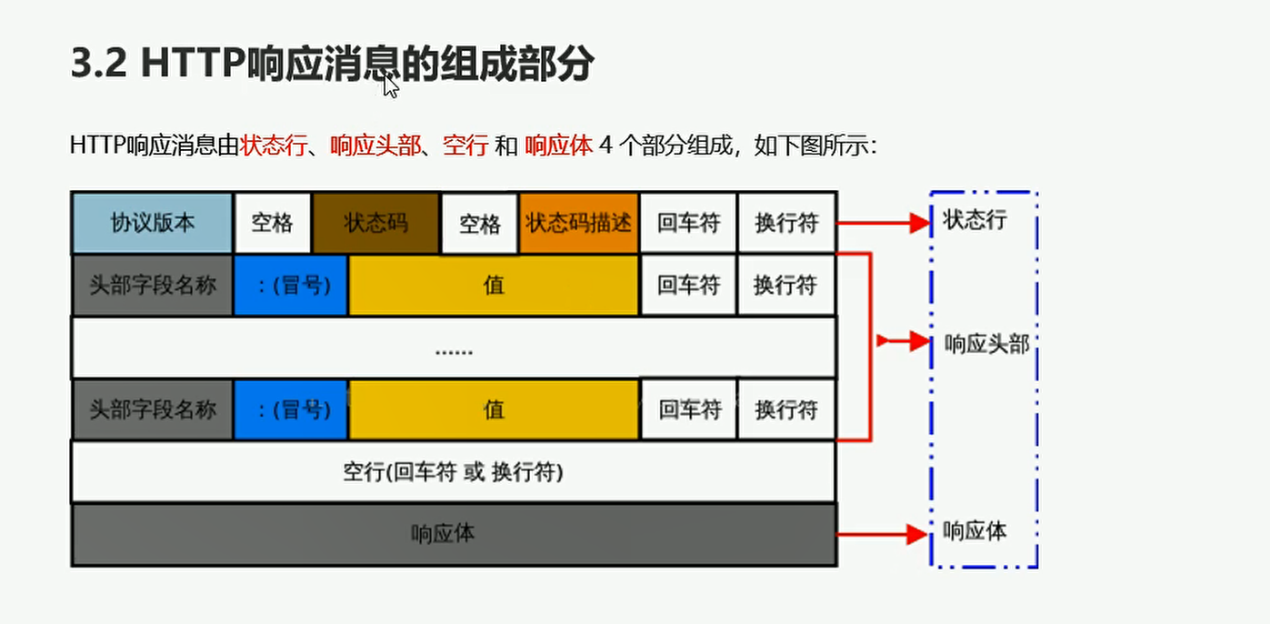 3.2 HTTP响应消息的组成部分
HTTP响应消息由状态行、响应头部、空行 和 响应体 4 个部分组成，如下图所示：
协议版本 空格 状态码 空格 状态码描述 回车符 换行符 状态行
头部字段名称 ：(冒号) 值 回车符 换行符
...... 响应头部
头部字段名称 ：(冒号) 值 回车符 换行符
空行(回车符 或 换行符)
响应体 响应体